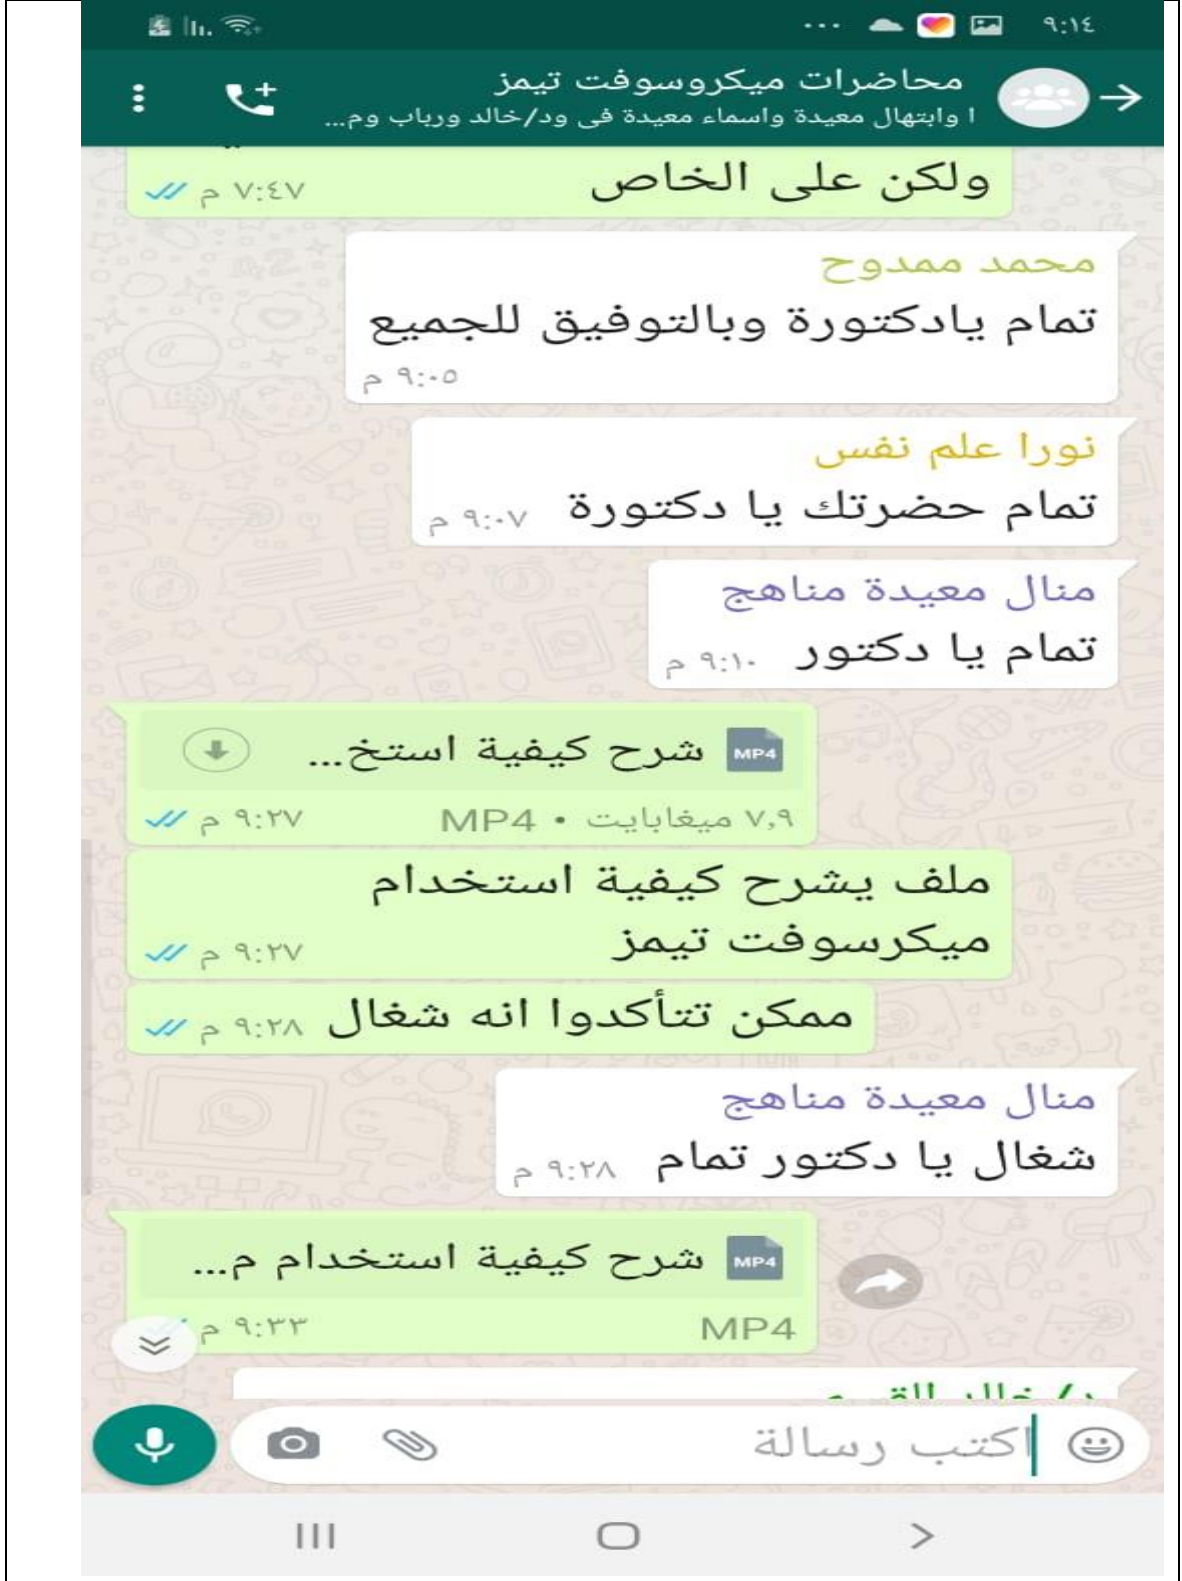 ٩:١٤
محاضرات ميكروسوفت تيمز
ا وابتهال معيدة واسماء معيدة فى ود/خالد ورباب وم...
ولكن على الخاص
٧:٤٧ م
محمد ممدوح
تمام يادكتورة وبالتوفيق للجميع
٩:٠٥ م
نورا علم نفس
تمام حضرتك يا دكتورة ٩:٠٧ م
منال معيدة مناهج
تمام يا دكتور ٩:١٠ م
MP4 شرح كيفية استخ...
٧,٩ ميغابايت • MP4 ٩:٢٧ م
ملف يشرح كيفية استخدام
ميكرسوفت تيمز ٩:٢٧ م
ممكن تتأكدوا انه شغال ٩:٢٨ م
منال معيدة مناهج
شغال يا دكتور تمام ٩:٢٨ م
MP4 شرح كيفية استخدام م...
MP4 ٩:٣٣ م
د/ خالد
اكتب رسالة